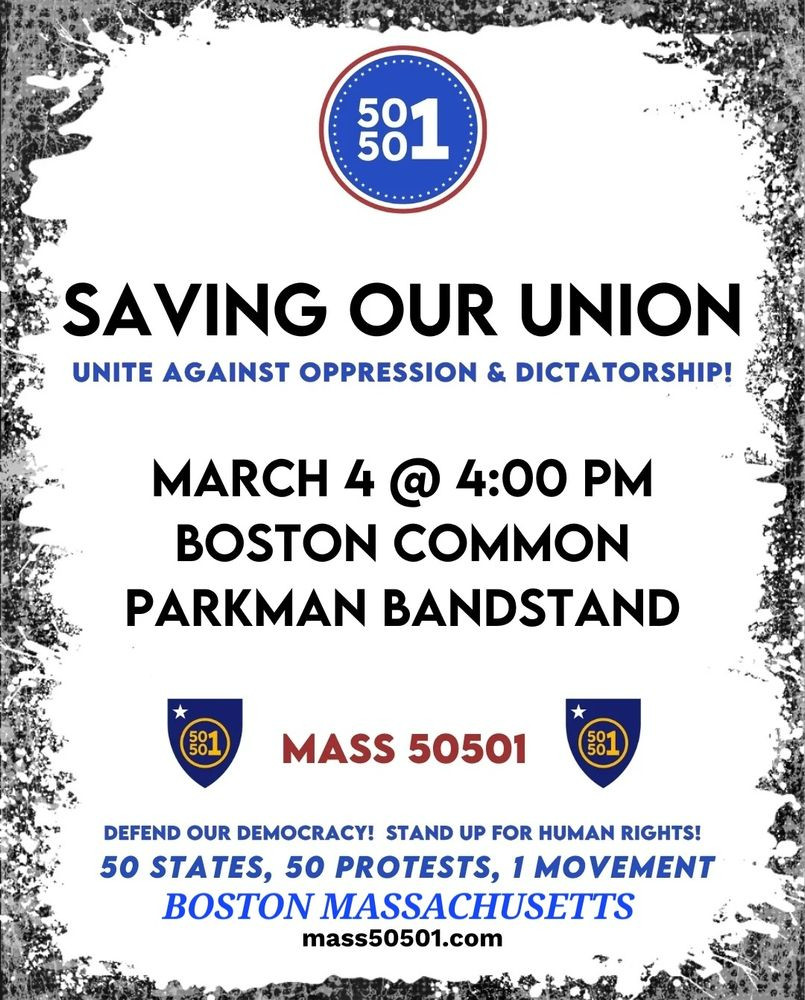 50
501
SAVING OUR UNION
UNITE AGAINST OPPRESSION & DICTATORSHIP!
MARCH 4 @ 4:00 PM
BOSTON COMMON
PARKMAN BANDSTAND
50
501
MASS 50501
50
501
DEFEND OUR DEMOCRACY! STAND UP FOR HUMAN RIGHTS!
50 STATES, 50 PROTESTS, 1 MOVEMENT
BOSTON MASSACHUSETTS
mass50501.com